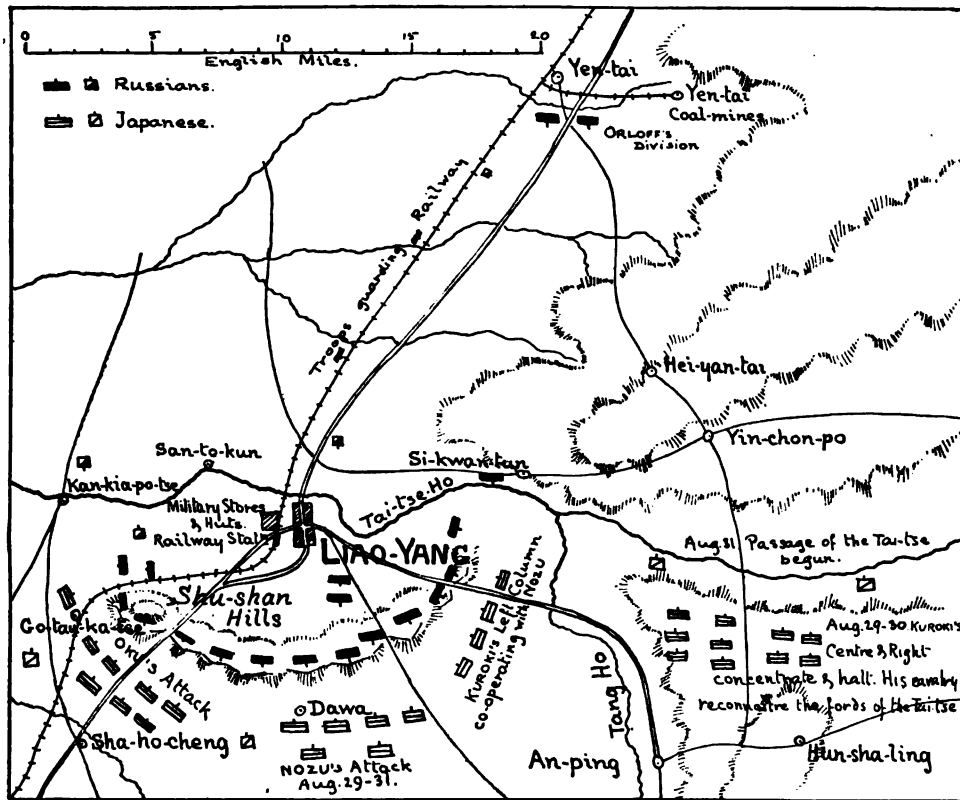 0 5 10 15 20
English Miles.
Russians.
Japanese.
Yen-tai
Yen-tai
Coal-mines
ORLOFF'S
DIVISION
Troops guarding Railway
Hei-yan-tai
Yin-chon-po
San-to-kun
Si-kwan-tun
Kan-kia-po-tse
Military Stores
& Huts.
Railway Statn
Tai-tse-Ho
LIAO-YANG
Aug. 31. Passage of the Tai-tse
begun.
Shu-shan
Hills
Go-tay-ka-tse
OKU'S Attack
KUROKI'S Left Column
co-operating with NOZU
Aug. 29-30. KUROKI'S
Centre & Right
concentrate & halt. His cavalry
reconnoitre the fords of the Tai-tse
Dawa
Tang Ho
Sha-ho-cheng
NOZU'S Attack
Aug. 29-31.
An-ping
Hun-sha-ling